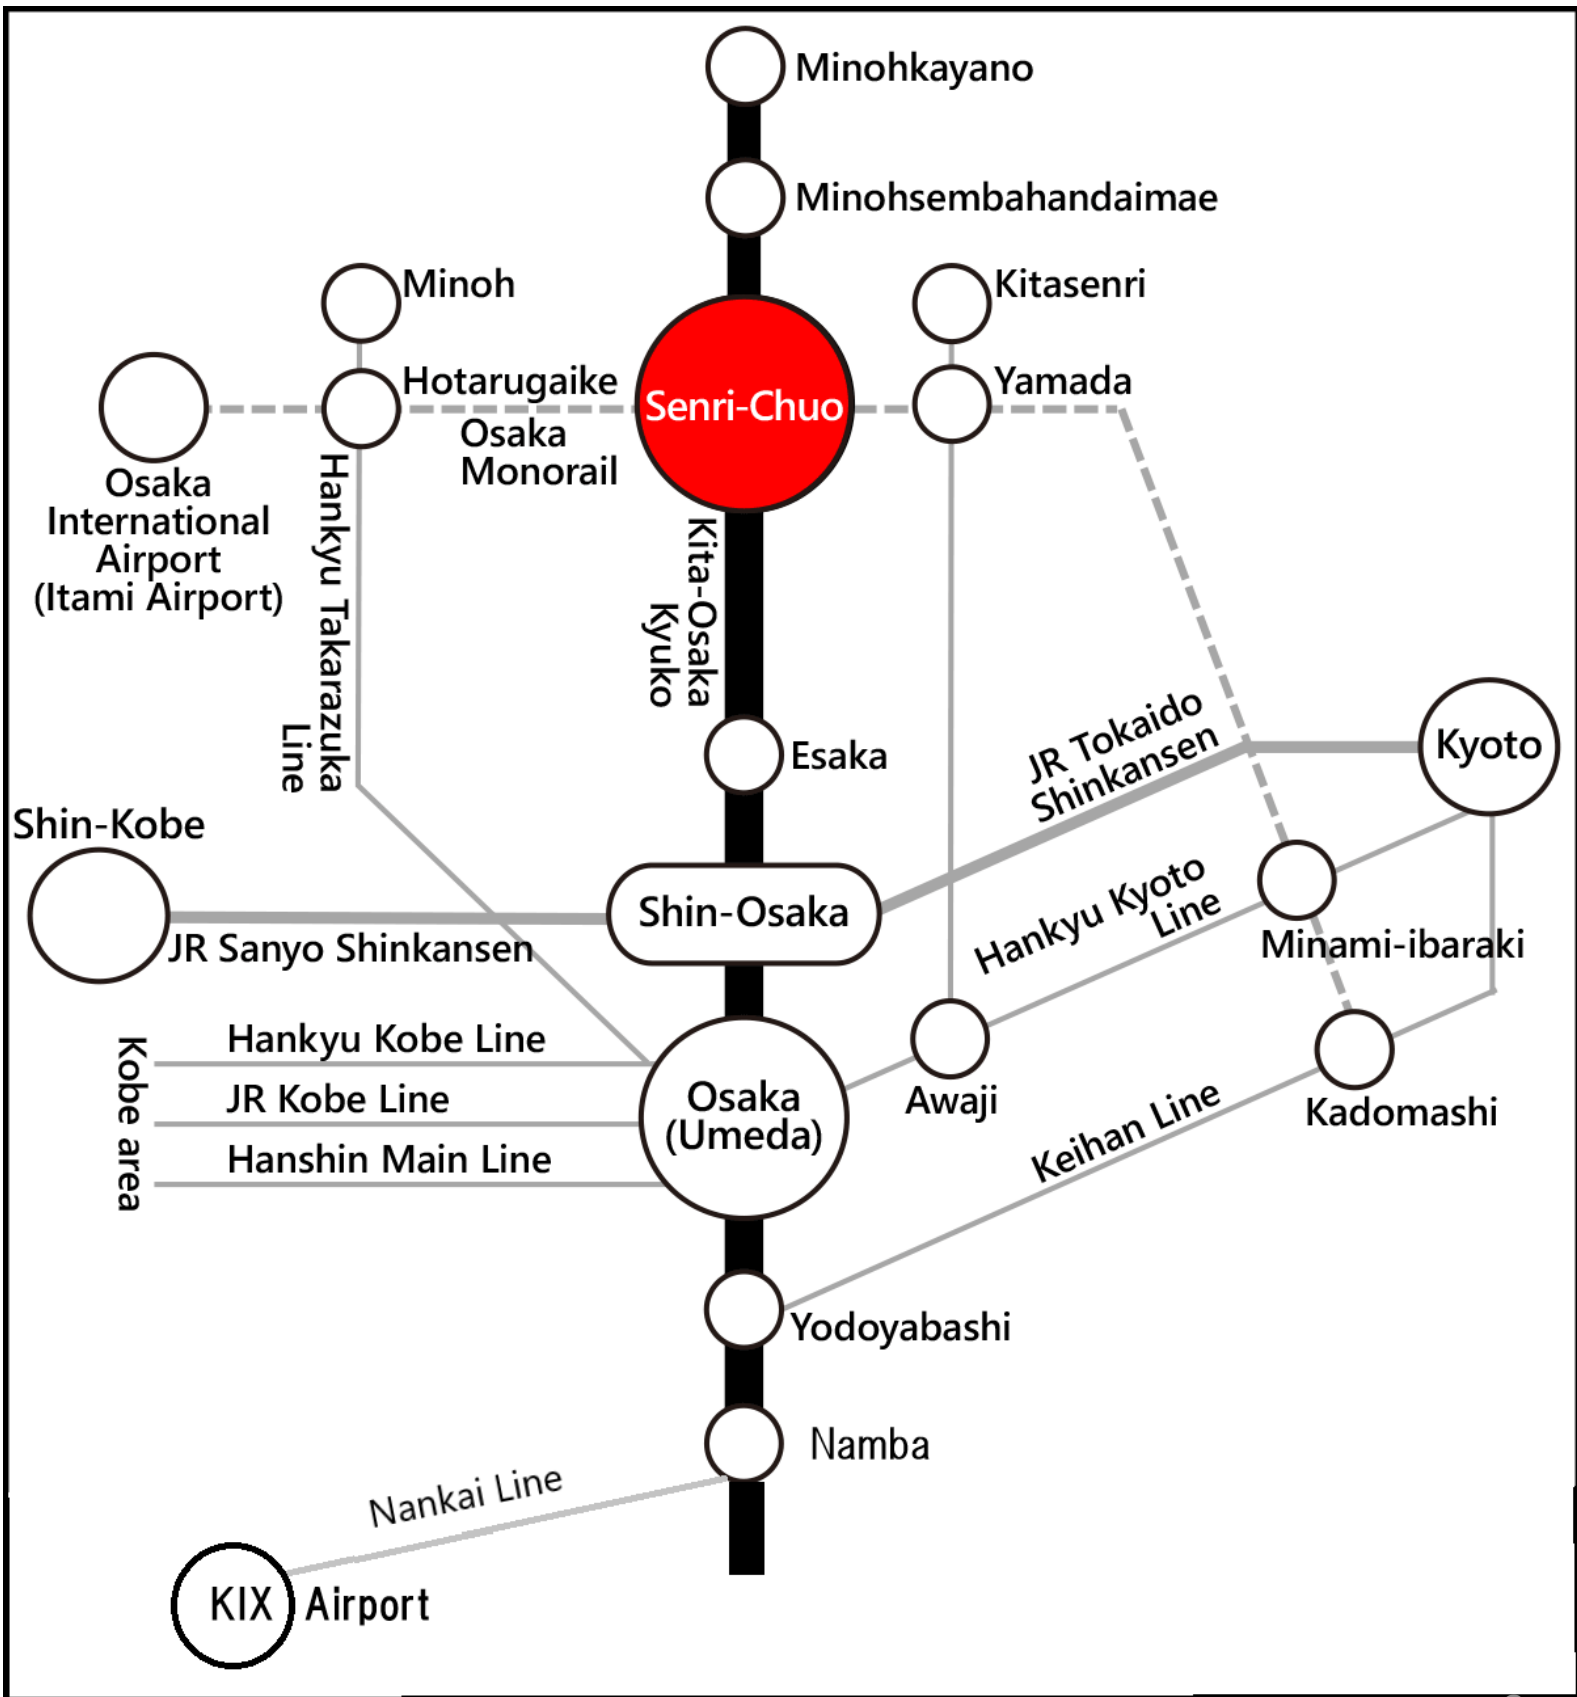 Minohkayano
Minohsembahandaimae
Minoh
Kitasenri
Hotarugaike
Senri-Chuo
Yamada
Osaka
Monorail
Osaka
International
Airport
(Itami Airport)
Hankyu Takarazuka
Line
Kita-Osaka
Kyuko
Esaka
JR Tokaido
Shinkansen
Kyoto
Shin-Kobe
Shin-Osaka
JR Sanyo Shinkansen
Hankyu Kyoto
Line
Minami-ibaraki
Kobe area
Hankyu Kobe Line
JR Kobe Line
Hanshin Main Line
Osaka
(Umeda)
Awaji
Kadomashi
Keihan Line
Yodoyabashi
Namba
Nankai Line
KIX Airport